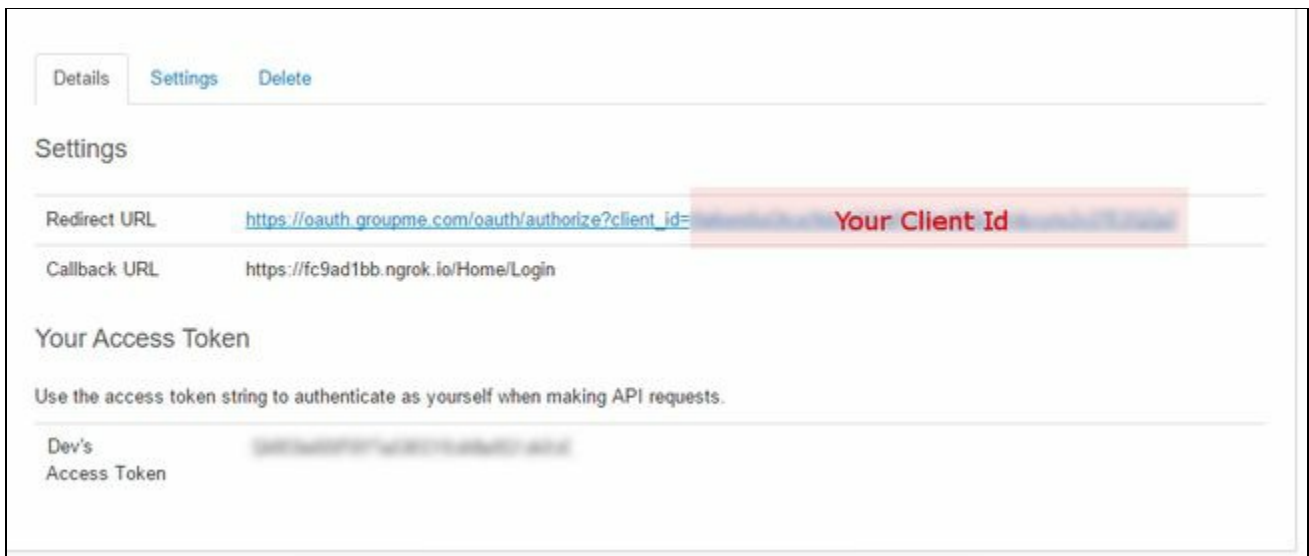 Details Settings Delete
Settings
Redirect URL https://oauth.groupme.com/oauth/authorize?client_id= Your Client Id
Callback URL https://fc9ad1bb.ngrok.io/Home/Login
Your Access Token
Use the access token string to authenticate as yourself when making API requests.
Dev's
Access Token